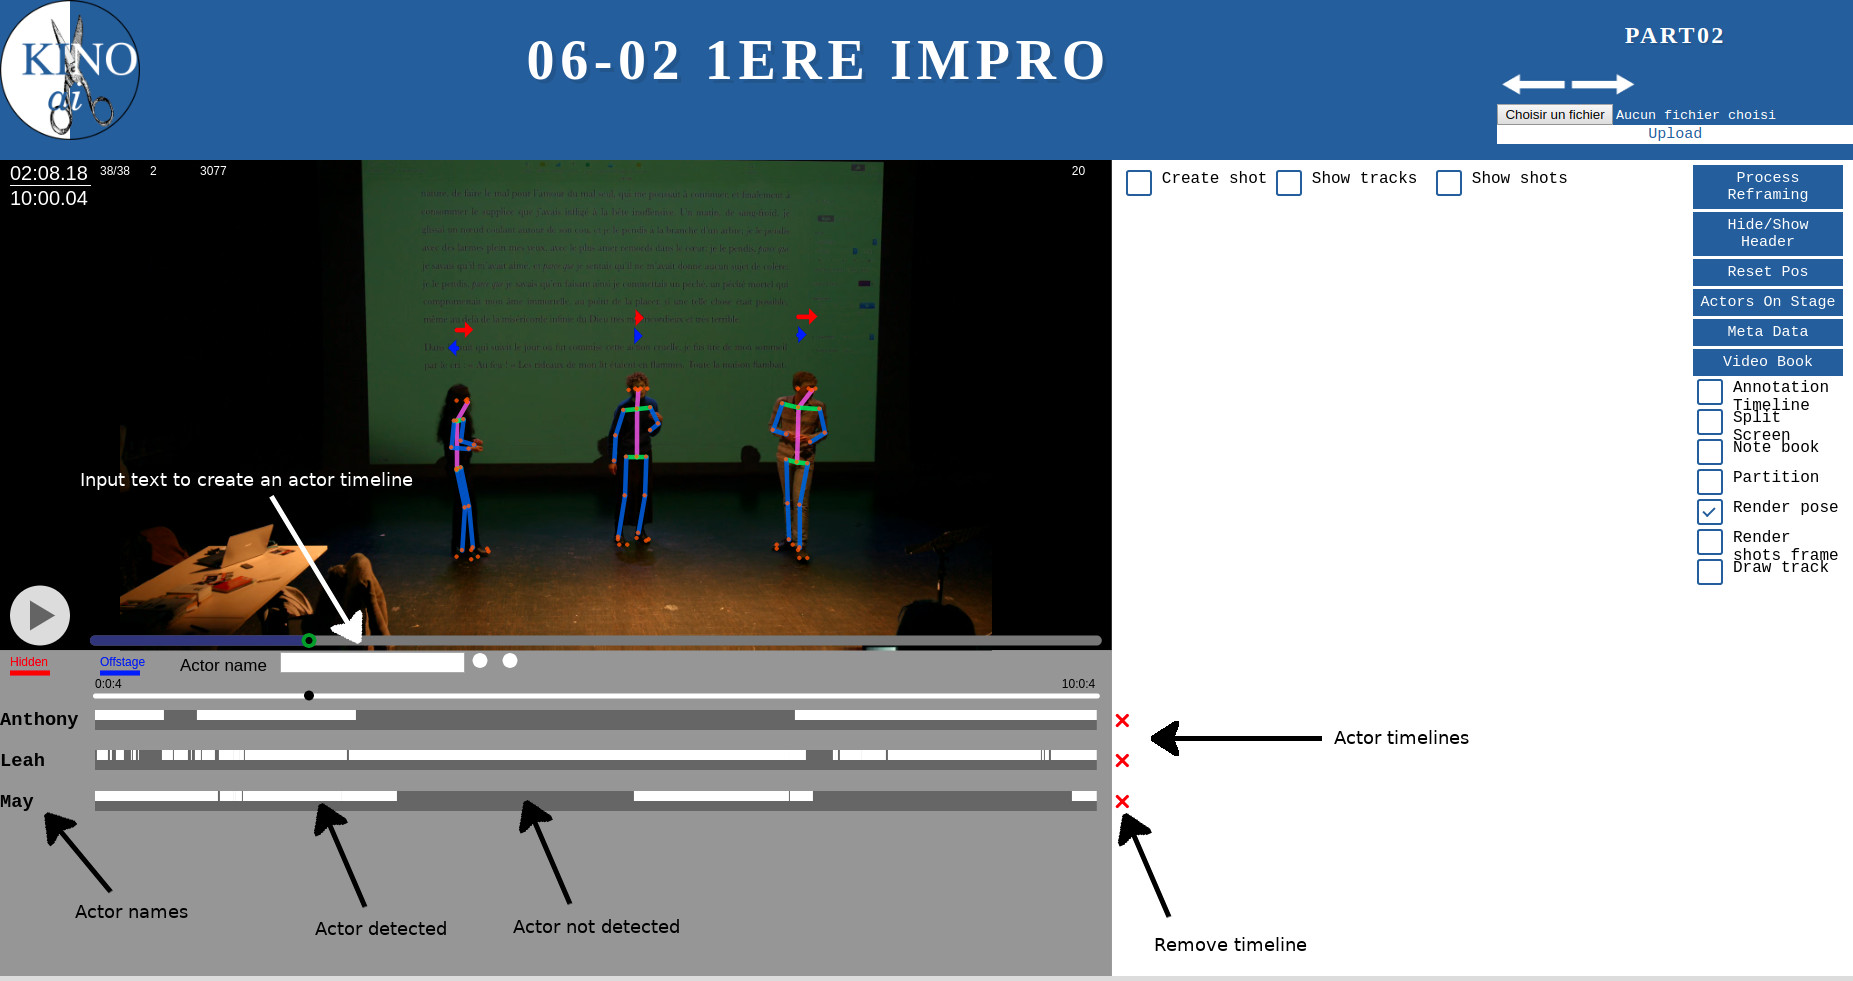 KINO
ai
06-02 1ERE IMPRO
PART02
Choisir un fichier Aucun fichier choisi
Upload
02:08.18
10:00.04
38/38 2 3077 20
Create shot Show tracks Show shots
Process
Reframing
Hide/Show
Header
Reset Pos
Actors On Stage
Meta Data
Video Book
Annotation
Timeline
Split
Screen
Note book
Partition
Render pose
Render
shots frame
Draw track
Input text to create an actor timeline
Hidden
Offstage
Actor name
0:0:4
10:0:4
Anthony
Leah
May
Actor timelines
Actor names
Actor detected
Actor not detected
Remove timeline